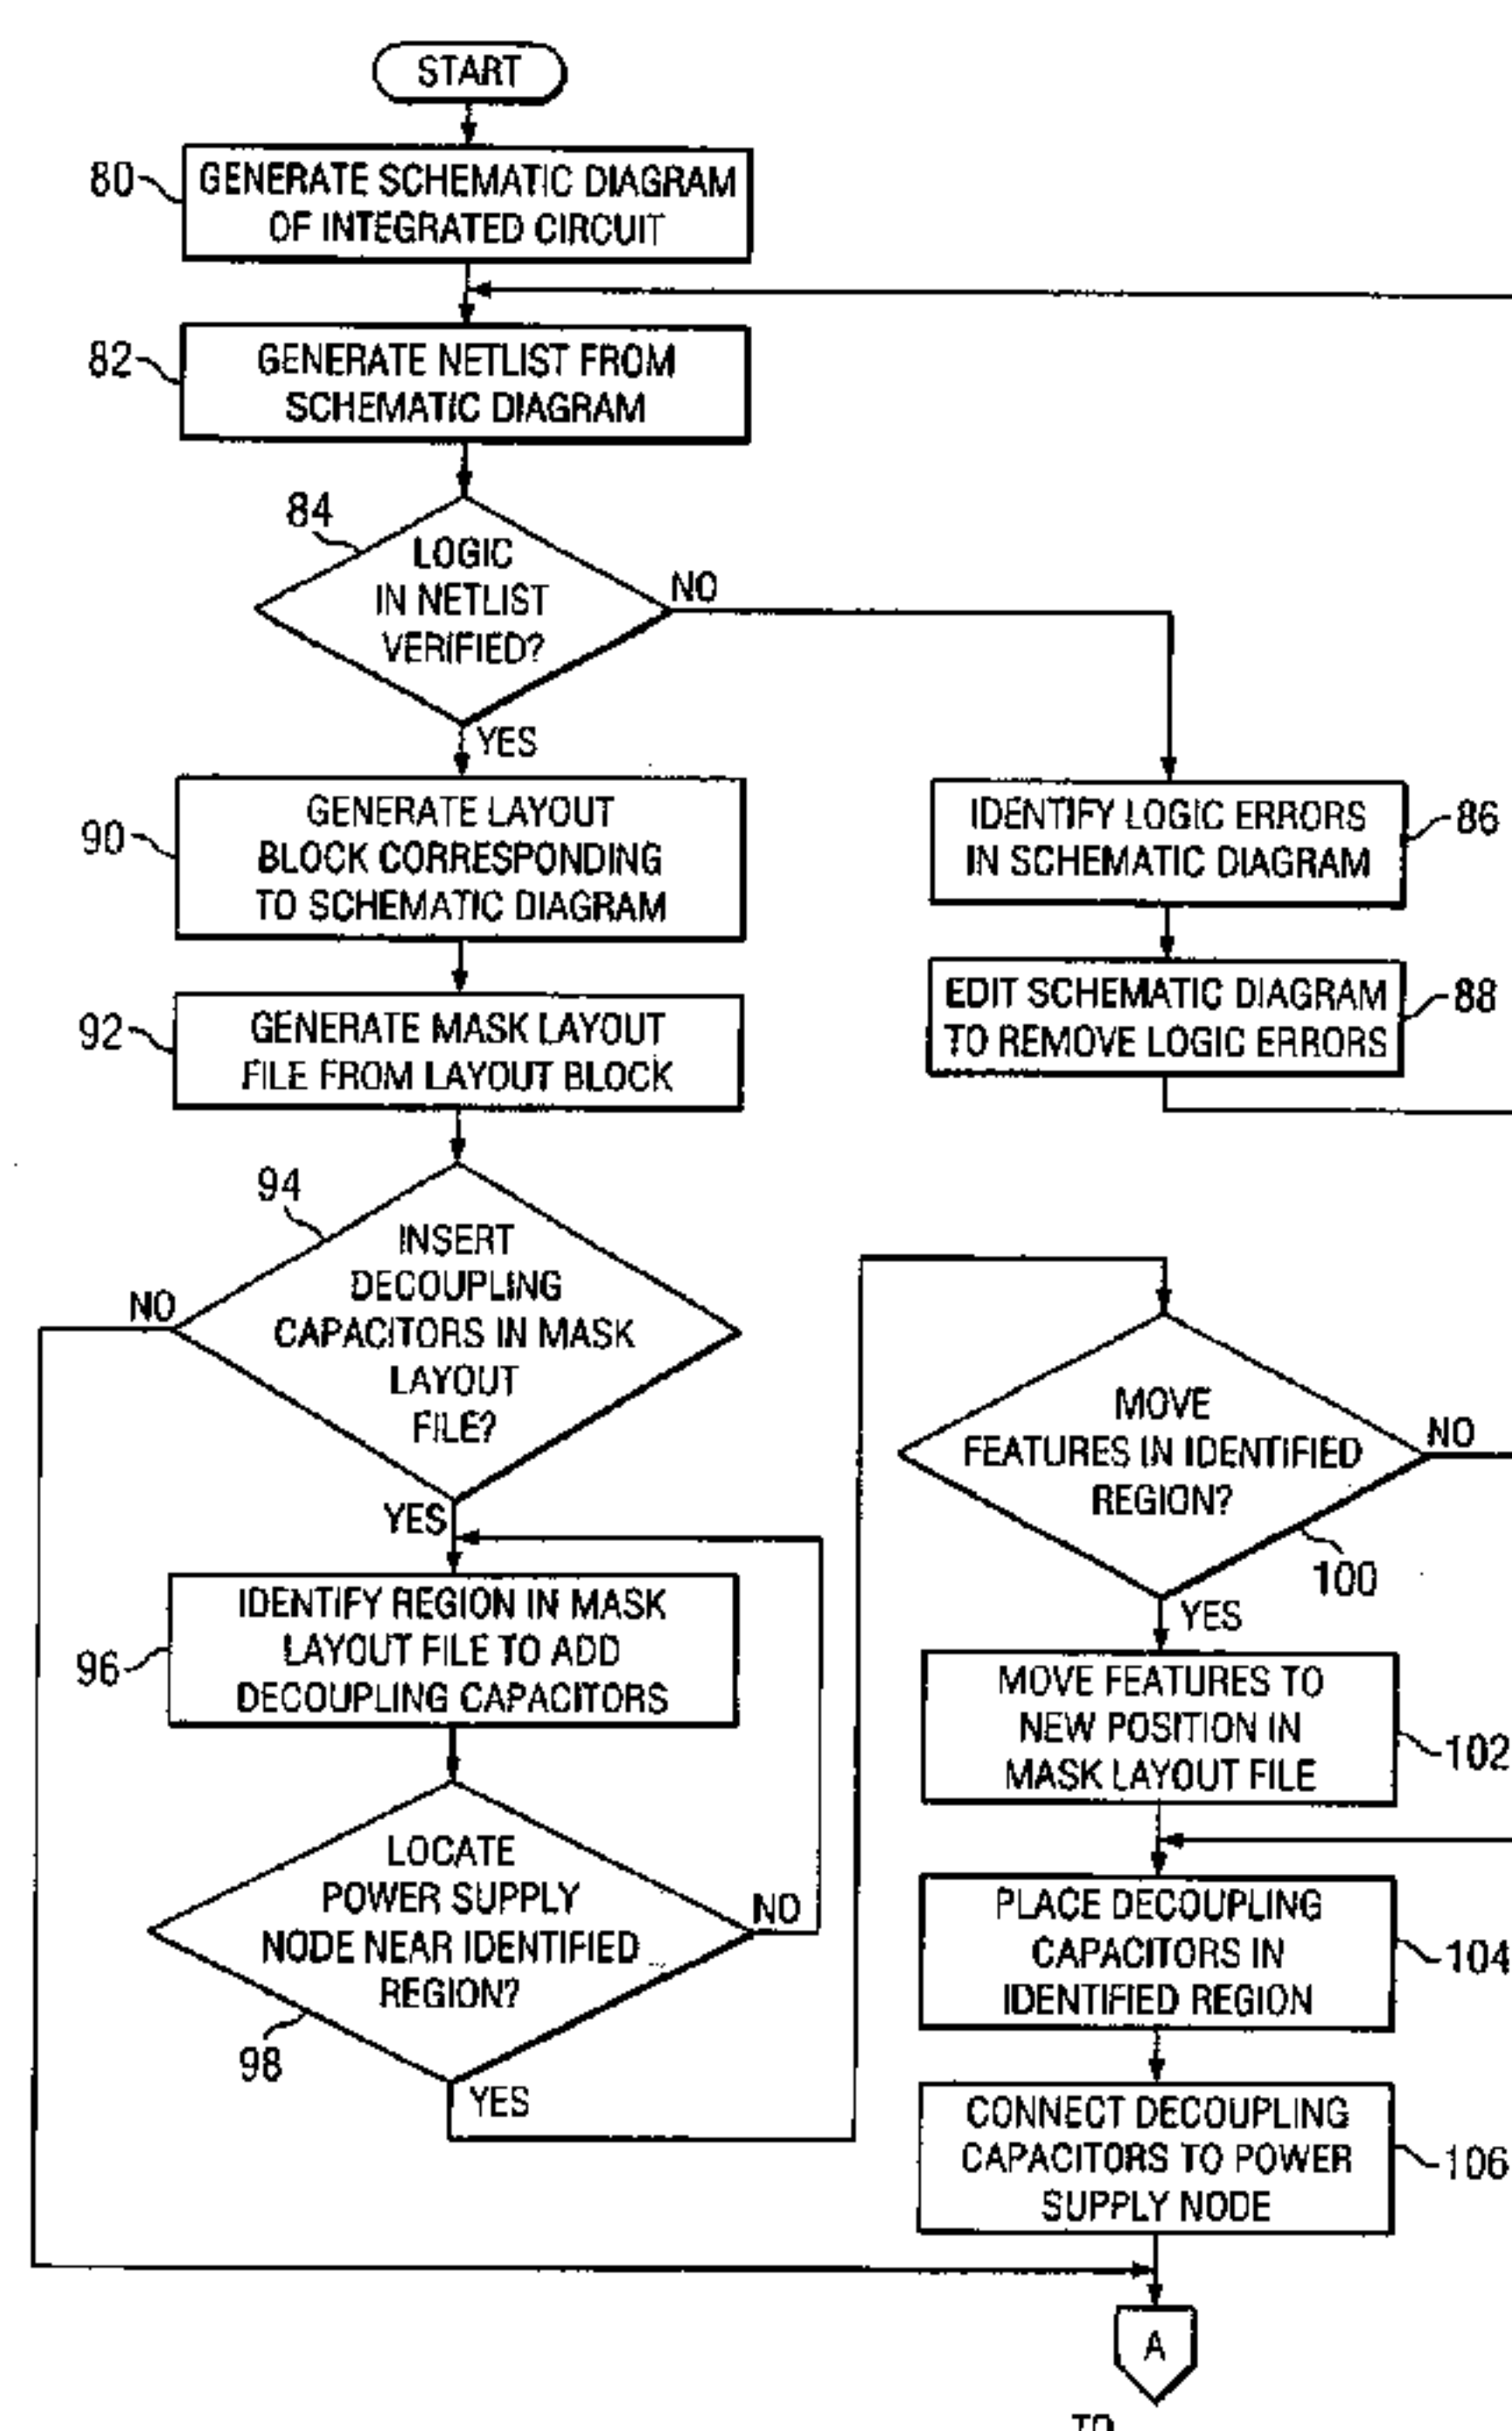 START
80
GENERATE SCHEMATIC DIAGRAM
OF INTEGRATED CIRCUIT
82
GENERATE NETLIST FROM
SCHEMATIC DIAGRAM
84
LOGIC
IN NETLIST
VERIFIED?
NO
YES
90
GENERATE LAYOUT
BLOCK CORRESPONDING
TO SCHEMATIC DIAGRAM
IDENTIFY LOGIC ERRORS
IN SCHEMATIC DIAGRAM
86
92
GENERATE MASK LAYOUT
FILE FROM LAYOUT BLOCK
EDIT SCHEMATIC DIAGRAM
TO REMOVE LOGIC ERRORS
88
94
INSERT
DECOUPLING
CAPACITORS IN MASK
LAYOUT
FILE?
NO
YES
96
IDENTIFY REGION IN MASK
LAYOUT FILE TO ADD
DECOUPLING CAPACITORS
LOCATE
POWER SUPPLY
NODE NEAR IDENTIFIED
REGION?
NO
98
YES
MOVE
FEATURES IN IDENTIFIED
REGION?
NO
100
YES
MOVE FEATURES TO
NEW POSITION IN
MASK LAYOUT FILE
102
PLACE DECOUPLING
CAPACITORS IN
IDENTIFIED REGION
104
CONNECT DECOUPLING
CAPACITORS TO POWER
SUPPLY NODE
106
A
TO